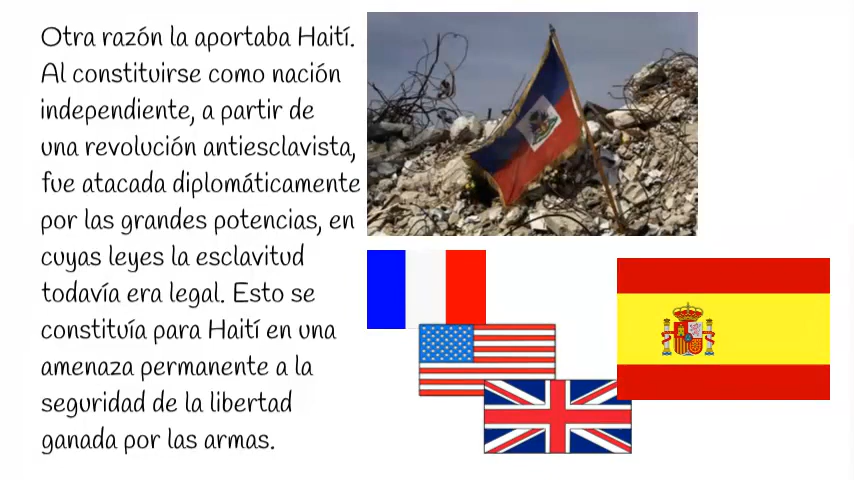 Otra razón la aportaba Haití.
Al constituirse como nación
independiente, a partir de
una revolución antiesclavista,
fue atacada diplomáticamente
por las grandes potencias, en
cuyas leyes la esclavitud
todavía era legal. Esto se
constituía para Haití en una
amenaza permanente a la
seguridad de la libertad
ganada por las armas.